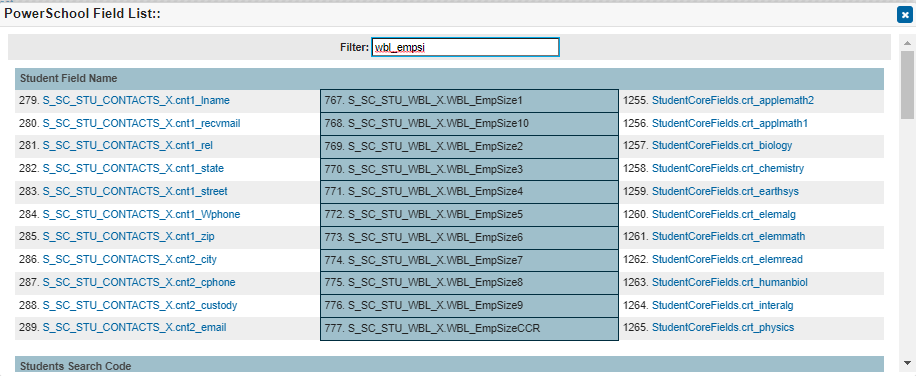 PowerSchool Field List::
Filter: wbl_empsi
Student Field Name
279. S_SC_STU_CONTACTS_X.cnt1_lname 767. S_SC_STU_WBL_X.WBL_EmpSize1 1255. StudentCoreFields.crt_applemath2
280. S_SC_STU_CONTACTS_X.cnt1_recvmail 768. S_SC_STU_WBL_X.WBL_EmpSize10 1256. StudentCoreFields.crt_applmath1
281. S_SC_STU_CONTACTS_X.cnt1_rel 769. S_SC_STU_WBL_X.WBL_EmpSize2 1257. StudentCoreFields.crt_biology
282. S_SC_STU_CONTACTS_X.cnt1_state 770. S_SC_STU_WBL_X.WBL_EmpSize3 1258. StudentCoreFields.crt_chemistry
283. S_SC_STU_CONTACTS_X.cnt1_street 771. S_SC_STU_WBL_X.WBL_EmpSize4 1259. StudentCoreFields.crt_earthsys
284. S_SC_STU_CONTACTS_X.cnt1_Wphone 772. S_SC_STU_WBL_X.WBL_EmpSize5 1260. StudentCoreFields.crt_elemalg
285. S_SC_STU_CONTACTS_X.cnt1_zip 773. S_SC_STU_WBL_X.WBL_EmpSize6 1261. StudentCoreFields.crt_elemmath
286. S_SC_STU_CONTACTS_X.cnt2_city 774. S_SC_STU_WBL_X.WBL_EmpSize7 1262. StudentCoreFields.crt_elemread
287. S_SC_STU_CONTACTS_X.cnt2_cphone 775. S_SC_STU_WBL_X.WBL_EmpSize8 1263. StudentCoreFields.crt_humanbiol
288. S_SC_STU_CONTACTS_X.cnt2_custody 776. S_SC_STU_WBL_X.WBL_EmpSize9 1264. StudentCoreFields.crt_interalg
289. S_SC_STU_CONTACTS_X.cnt2_email 777. S_SC_STU_WBL_X.WBL_EmpSizeCCR 1265. StudentCoreFields.crt_physics
Students Search Code